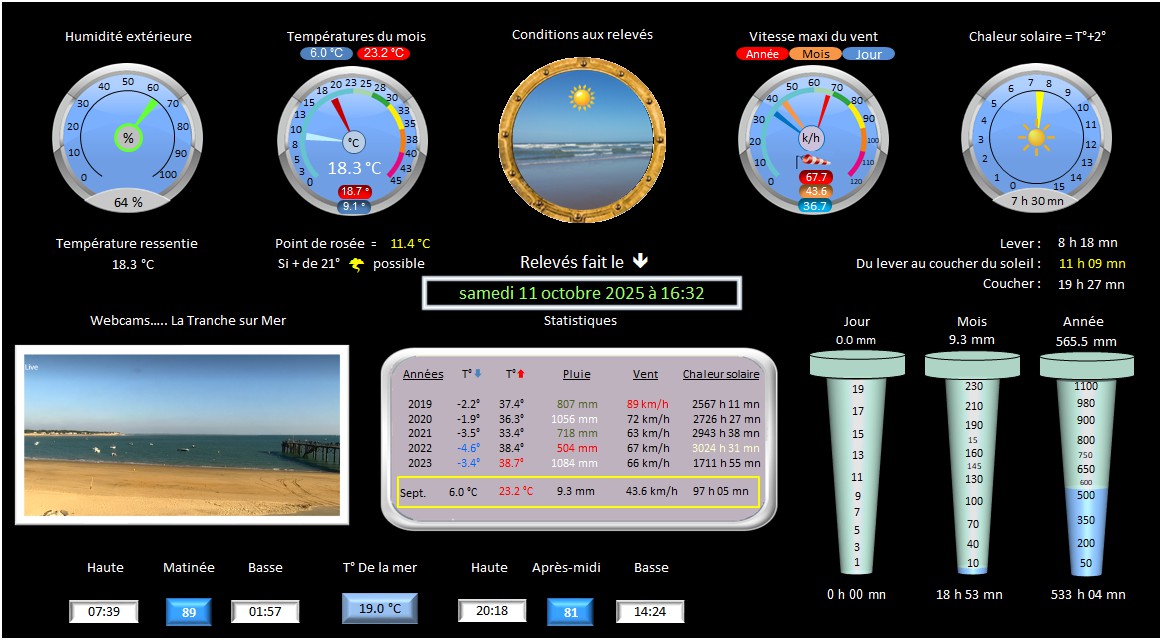 Humidité extérieure
0 10 20 30 40 50 60 70 80 90 100
%
64 %
Températures du mois
6.0 °C 23.2 °C
0 3 5 8 10 13 15 18 20 23 25 28 30 33 35 38 40 43 45
°C
18.3 °C
18.7 °
9.1 °
Conditions aux relevés
Vitesse maxi du vent
Année Mois Jour
0 10 20 30 40 50 60 70 80 90 100 110 120
k/h
67.7
43.6
36.7
Chaleur solaire = T°+2°
0 1 2 3 4 5 6 7 8 9 10 11 12 13 14 15
7 h 30 mn
Température ressentie
18.3 °C
Point de rosée = 11.4 °C
Si + de 21° possible
Relevés fait le
samedi 11 octobre 2025 à 16:32
Lever : 8 h 18 mn
Du lever au coucher du soleil : 11 h 09 mn
Coucher : 19 h 27 mn
Webcams….. La Tranche sur Mer
Live
Statistiques
Années T° T° Pluie Vent Chaleur solaire
2019 -2.2° 37.4° 807 mm 89 km/h 2567 h 11 mn
2020 -1.9° 36.3° 1056 mm 72 km/h 2726 h 27 mn
2021 -3.5° 33.4° 718 mm 63 km/h 2943 h 38 mn
2022 -4.6° 38.4° 504 mm 67 km/h 3024 h 31 mn
2023 -3.4° 38.7° 1084 mm 66 km/h 1711 h 55 mn
Sept. 6.0 °C 23.2 °C 9.3 mm 43.6 km/h 97 h 05 mn
Jour
0.0 mm
19
17
15
13
11
9
7
5
3
1
0 h 00 mn
Mois
9.3 mm
230
210
190
15
160
145
130
100
70
40
10
18 h 53 mn
Année
565.5 mm
1100
980
900
800
750
650
600
500
350
200
50
533 h 04 mn
Haute Matinée Basse
07:39 89 01:57
T° De la mer
19.0 °C
Haute Après-midi Basse
20:18 81 14:24